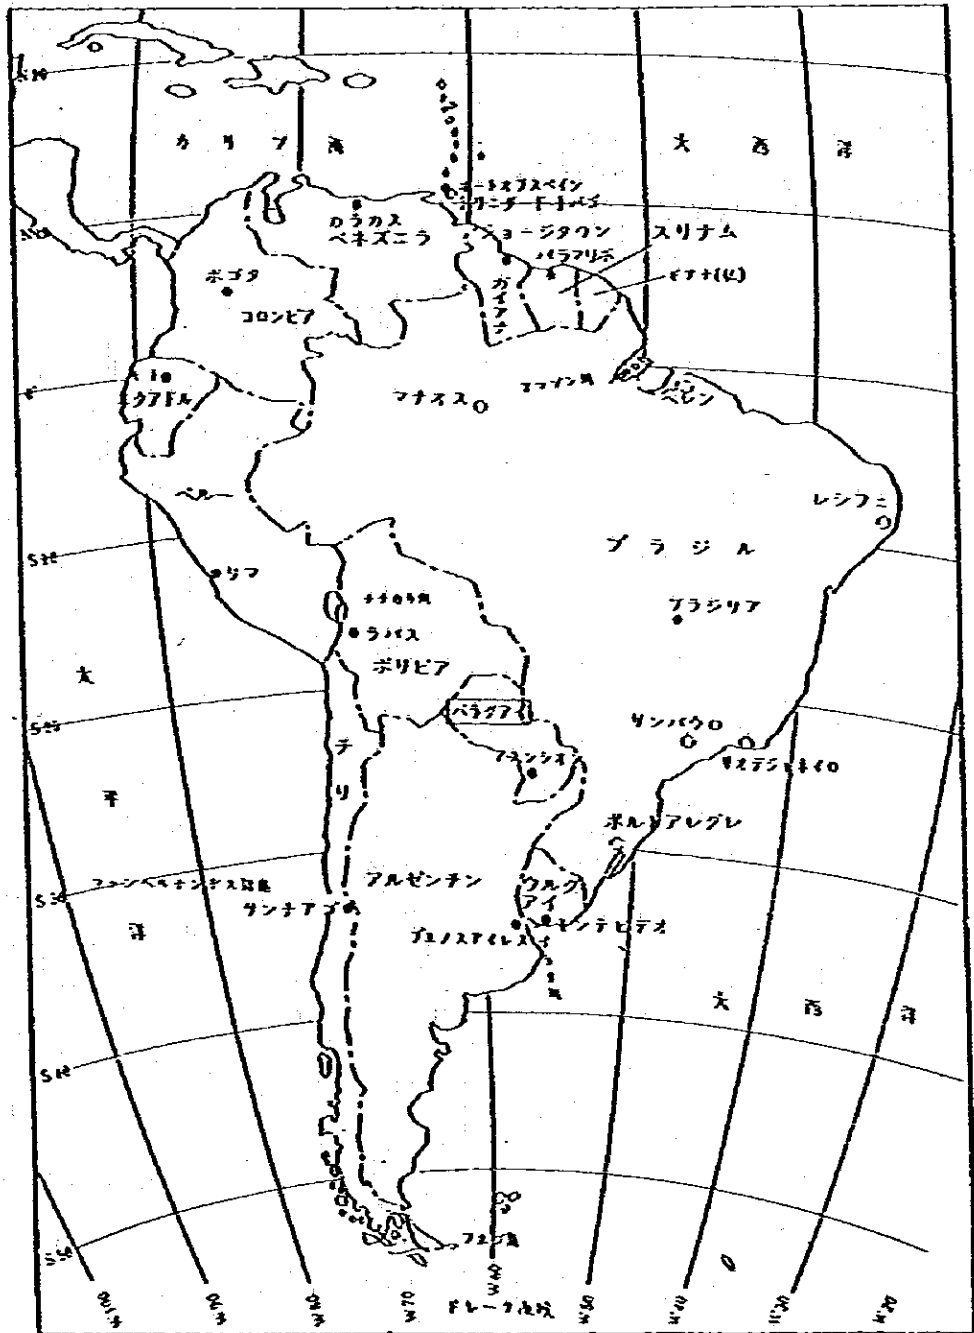 カリブ海
大西洋
ポートオブスペイン
トリニダードトバゴ
カラカス
ベネズエラ
ジョージタウン
スリナム
パラマリボ
ギアナ(仏)
ガイアナ
ボゴタ
コロンビア
キト
エクアドル
マナオス
アマゾン河
ベレン
ペルー
レシフェ
ブラジル
リマ
チチカカ湖
ブラジリア
ラパス
ボリビア
パラグアイ
サンパウロ
リオデジャネイロ
チリ
アスンシオン
太平洋
ポルトアレグレ
アルゼンチン
ウルグアイ
サンチアゴ
ブエノスアイレス
モンテビデオ
大西洋
ドレーク海峡